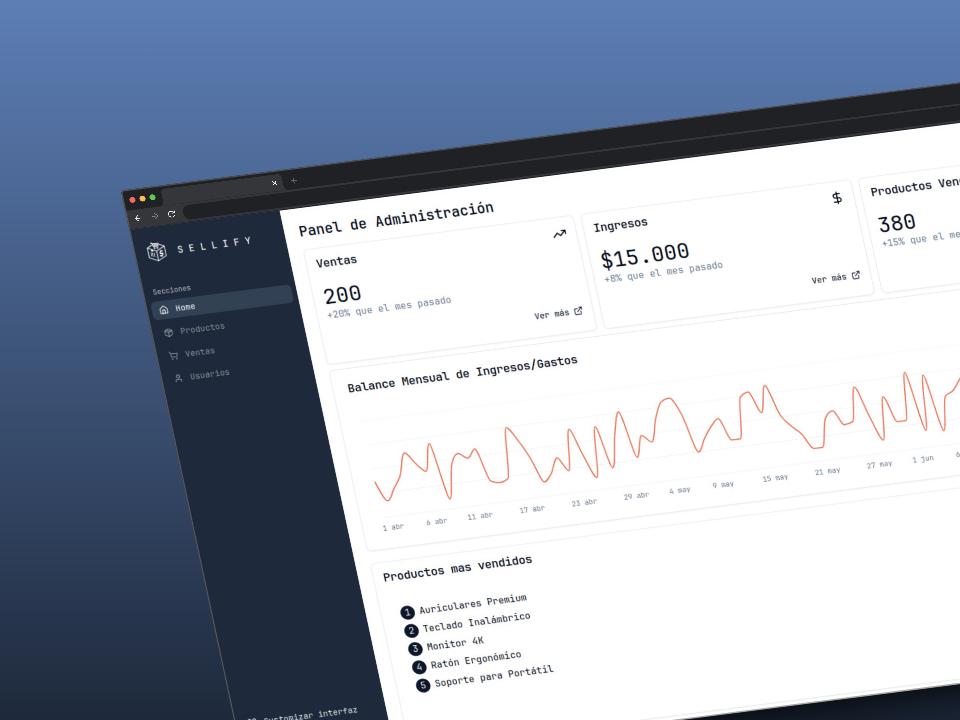 SELLIFY
Secciones
Home
Productos
Ventas
Usuarios
Customizar interfaz
Panel de Administración
Ventas
200
+20% que el mes pasado
Ver más
Ingresos
$
$15.000
+8% que el mes pasado
Ver más
Productos
380
+15% que el
Balance Mensual de Ingresos/Gastos
1 abr 6 abr 11 abr 17 abr 23 abr 29 abr 4 may 9 may 15 may 21 may 27 may 1 jun
Productos mas vendidos
1 Auriculares Premium
2 Teclado Inalámbrico
3 Monitor 4K
4 Ratón Ergonómico
5 Soporte para Portátil